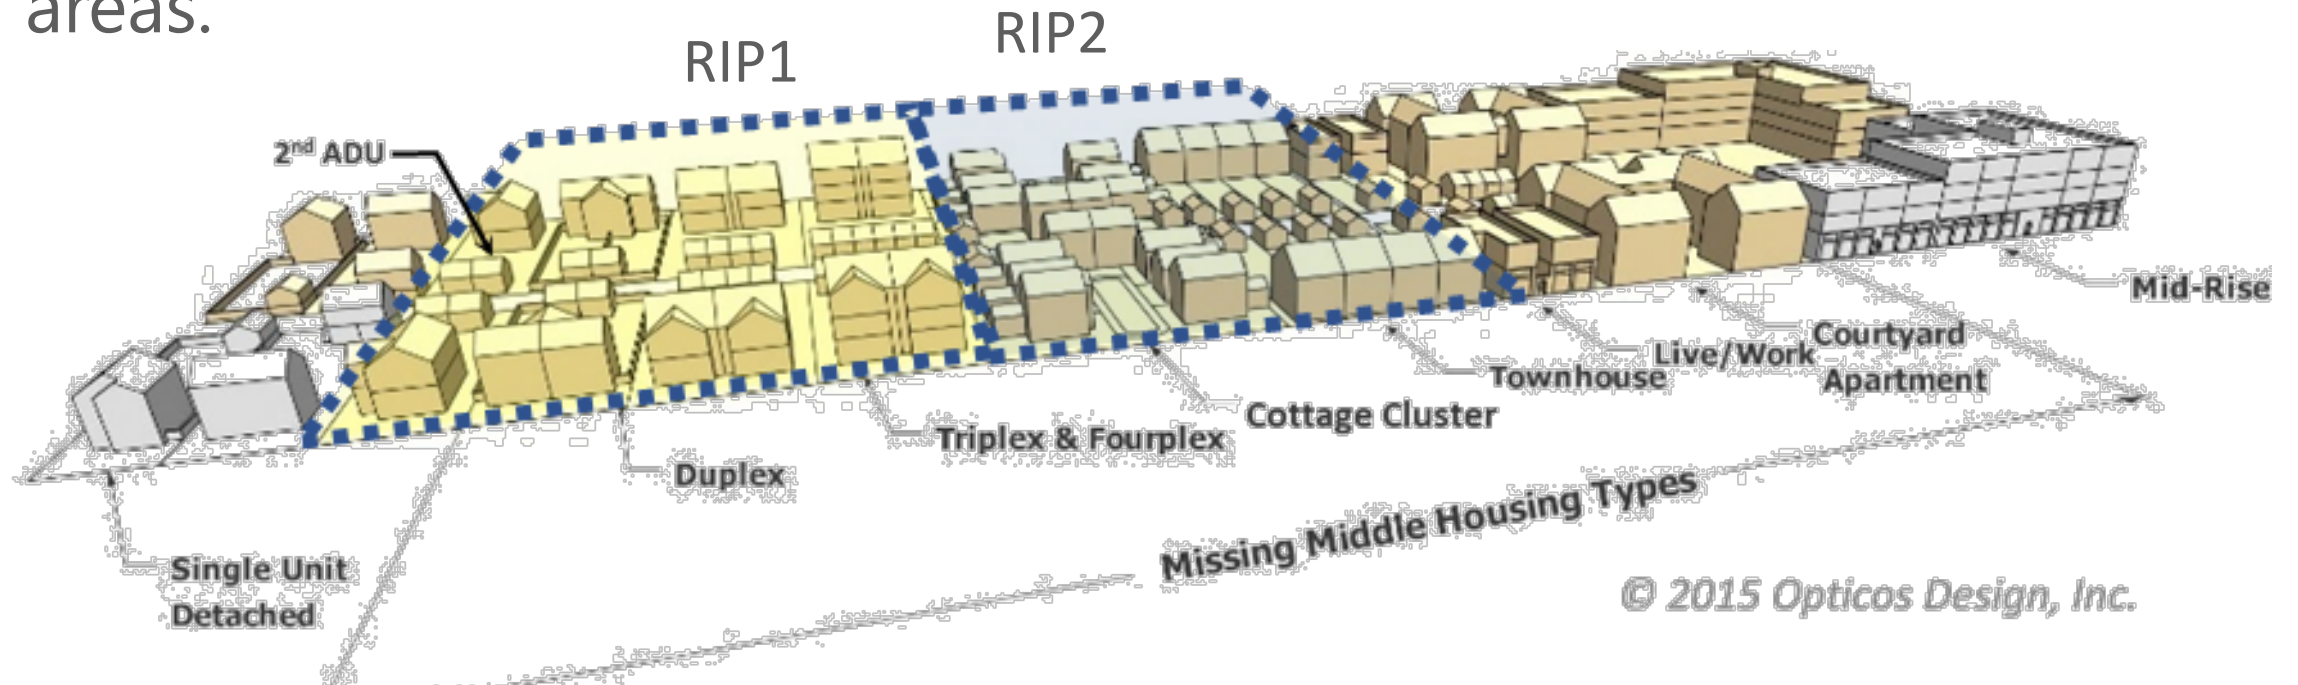 areas.
RIP1
RIP2
2nd ADU
Mid-Rise
Courtyard
Apartment
Live/Work
Townhouse
Cottage Cluster
Triplex & Fourplex
Duplex
Single Unit
Detached
Missing Middle Housing Types
© 2015 Opticos Design, Inc.